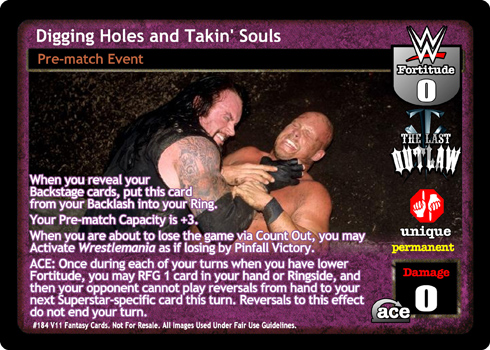 Digging Holes and Takin' Souls
Pre-match Event
W
Fortitude
0
THE LAST
OUTLAW
unique
permanent
When you reveal your
Backstage cards, put this card
from your Backlash into your Ring.
Your Pre-match Capacity is +3.
When you are about to lose the game via Count Out, you may
Activate Wrestlemania as if losing by Pinfall Victory.
ACE: Once during each of your turns when you have lower
Fortitude, you may RFG 1 card in your hand or Ringside, and
then your opponent cannot play reversals from hand to your
next Superstar-specific card this turn. Reversals to this effect
do not end your turn.
Damage
0
ace
#184 V11 Fantasy Cards. Not For Resale. All Images Used Under Fair Use Guidelines.